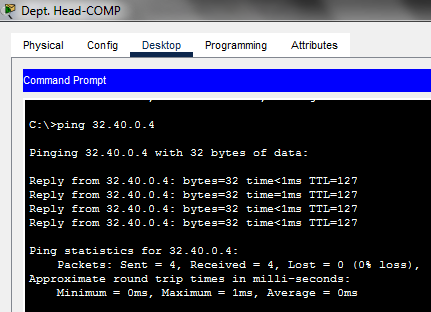 Dept. Head-COMP
Physical Config Desktop Programming Attributes
Command Prompt
C:\>ping 32.40.0.4
Pinging 32.40.0.4 with 32 bytes of data:
Reply from 32.40.0.4: bytes=32 time<1ms TTL=127
Reply from 32.40.0.4: bytes=32 time=1ms TTL=127
Reply from 32.40.0.4: bytes=32 time<1ms TTL=127
Reply from 32.40.0.4: bytes=32 time<1ms TTL=127
Ping statistics for 32.40.0.4:
Packets: Sent = 4, Received = 4, Lost = 0 (0% loss),
Approximate round trip times in milli-seconds:
Minimum = 0ms, Maximum = 1ms, Average = 0ms